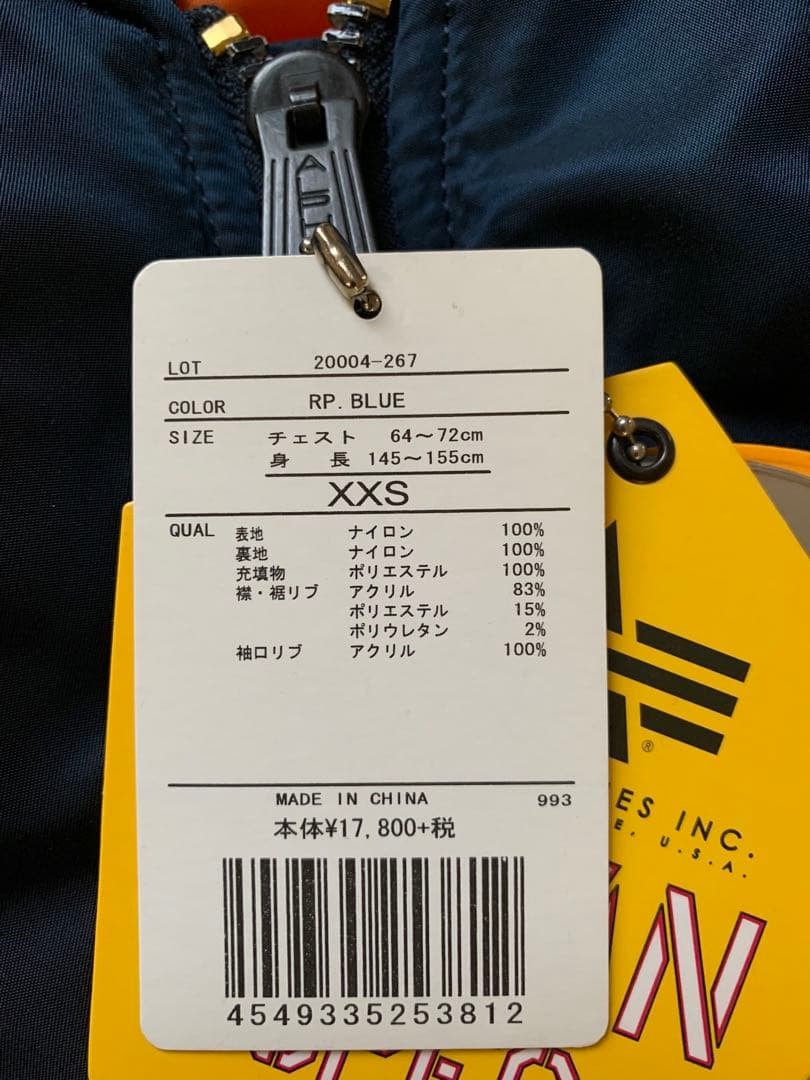 ALPH
LOT 20004-267
COLOR RP. BLUE
SIZE チェスト 64～72cm
身 長 145～155cm
XXS
QUAL 表地 ナイロン 100%
裏地 ナイロン 100%
充填物 ポリエステル 100%
襟・裾リブ アクリル 83%
ポリエステル 15%
ポリウレタン 2%
袖口リブ アクリル 100%
MADE IN CHINA 993
本体¥17,800+税
4549335253812
®
ES INC.
E, U.S.A.